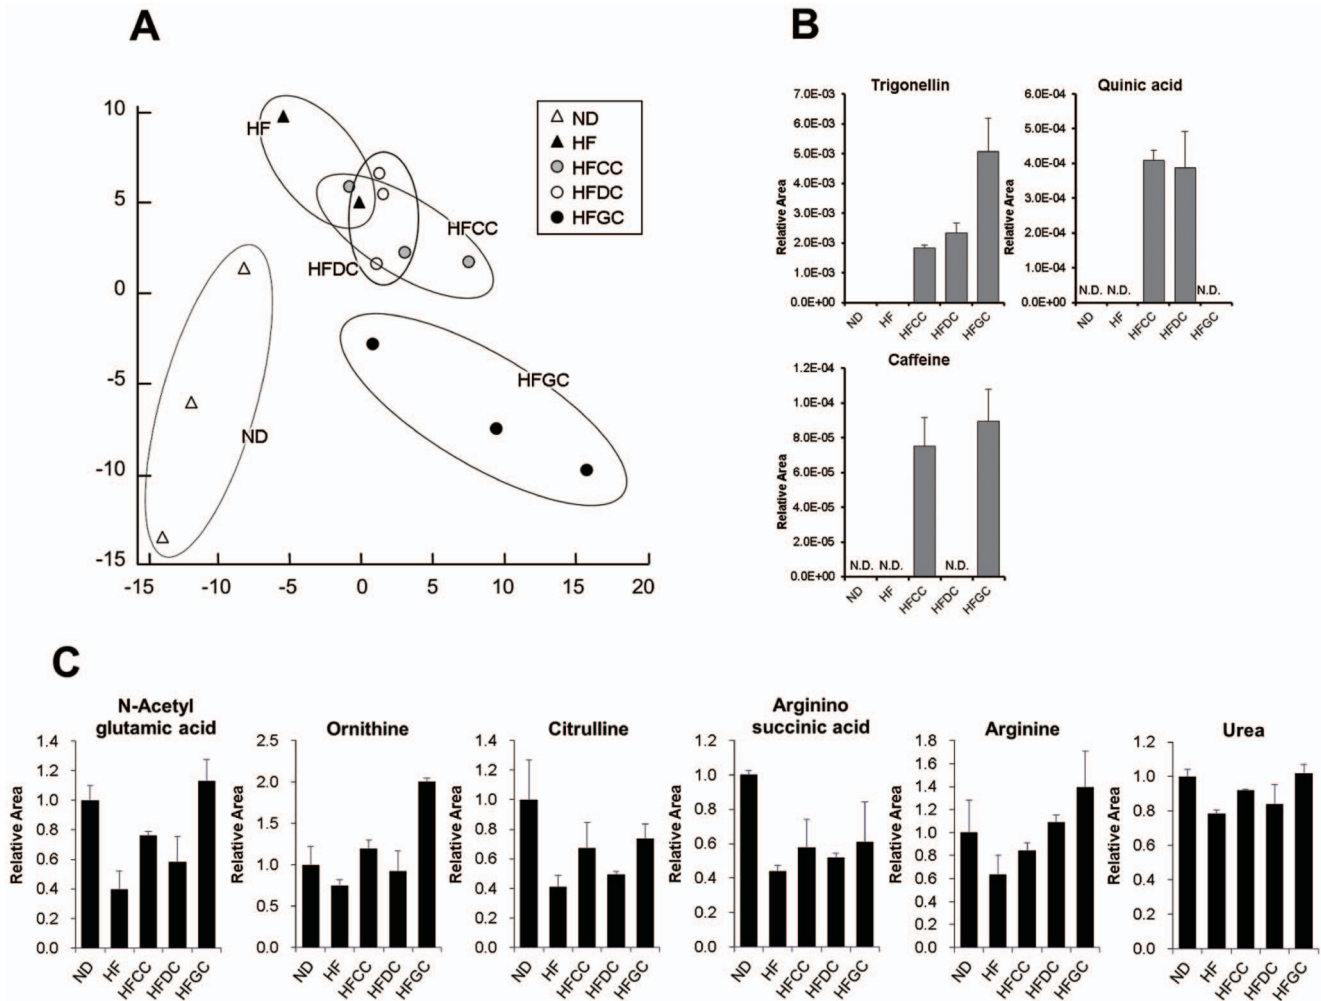 A
B
10
5
0
-5
-10
-15
-15
-10
-5
0
5
10
15
20
HF
HFCC
HFDC
HFGC
ND
ND
HF
HFCC
HFDC
HFGC
Trigonellin
Relative Area
7.0E-03
6.0E-03
5.0E-03
4.0E-03
3.0E-03
2.0E-03
1.0E-03
0.0E+00
ND
HF
HFCC
HFDC
HFGC
Quinic acid
Relative Area
6.0E-04
5.0E-04
4.0E-04
3.0E-04
2.0E-04
1.0E-04
0.0E+00
N.D. N.D. N.D.
ND
HF
HFCC
HFDC
HFGC
Caffeine
Relative Area
1.2E-04
1.0E-04
8.0E-05
6.0E-05
4.0E-05
2.0E-05
0.0E+00
N.D. N.D. N.D.
ND
HF
HFCC
HFDC
HFGC
C
N-Acetyl
glutamic acid
Relative Area
1.4
1.2
1.0
0.8
0.6
0.4
0.2
0.0
ND
HF
HFCC
HFDC
HFGC
Ornithine
Relative Area
2.5
2.0
1.5
1.0
0.5
0.0
ND
HF
HFCC
HFDC
HFGC
Citrulline
Relative Area
1.4
1.2
1.0
0.8
0.6
0.4
0.2
0.0
ND
HF
HFCC
HFDC
HFGC
Arginino
succinic acid
Relative Area
1.2
1.0
0.8
0.6
0.4
0.2
0.0
ND
HF
HFCC
HFDC
HFGC
Arginine
Relative Area
1.8
1.6
1.4
1.2
1.0
0.8
0.6
0.4
0.2
0.0
ND
HF
HFCC
HFDC
HFGC
Urea
Relative Area
1.2
1.0
0.8
0.6
0.4
0.2
0.0
ND
HF
HFCC
HFDC
HFGC